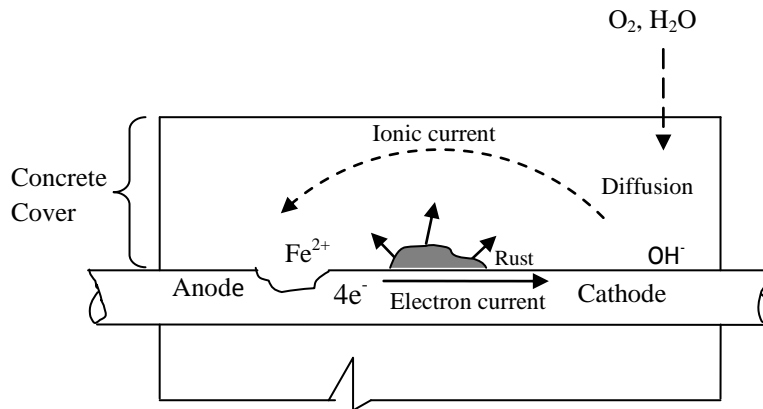 O₂, H₂O
Ionic current
Concrete
Cover
Diffusion
Fe²⁺
Rust
OH⁻
Anode
4e⁻
Electron current
Cathode